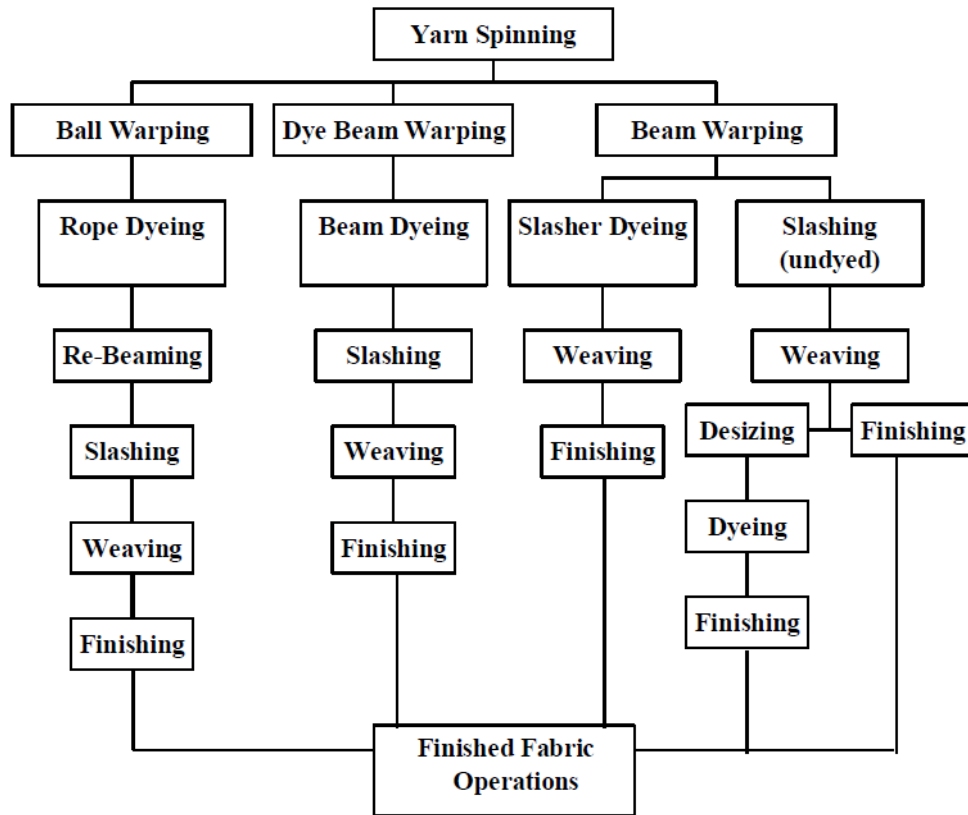 Yarn Spinning
Ball Warping
Dye Beam Warping
Beam Warping
Rope Dyeing
Beam Dyeing
Slasher Dyeing
Slashing
(undyed)
Re-Beaming
Slashing
Weaving
Weaving
Slashing
Weaving
Finishing
Desizing
Finishing
Weaving
Finishing
Dyeing
Finishing
Finishing
Finished Fabric
Operations